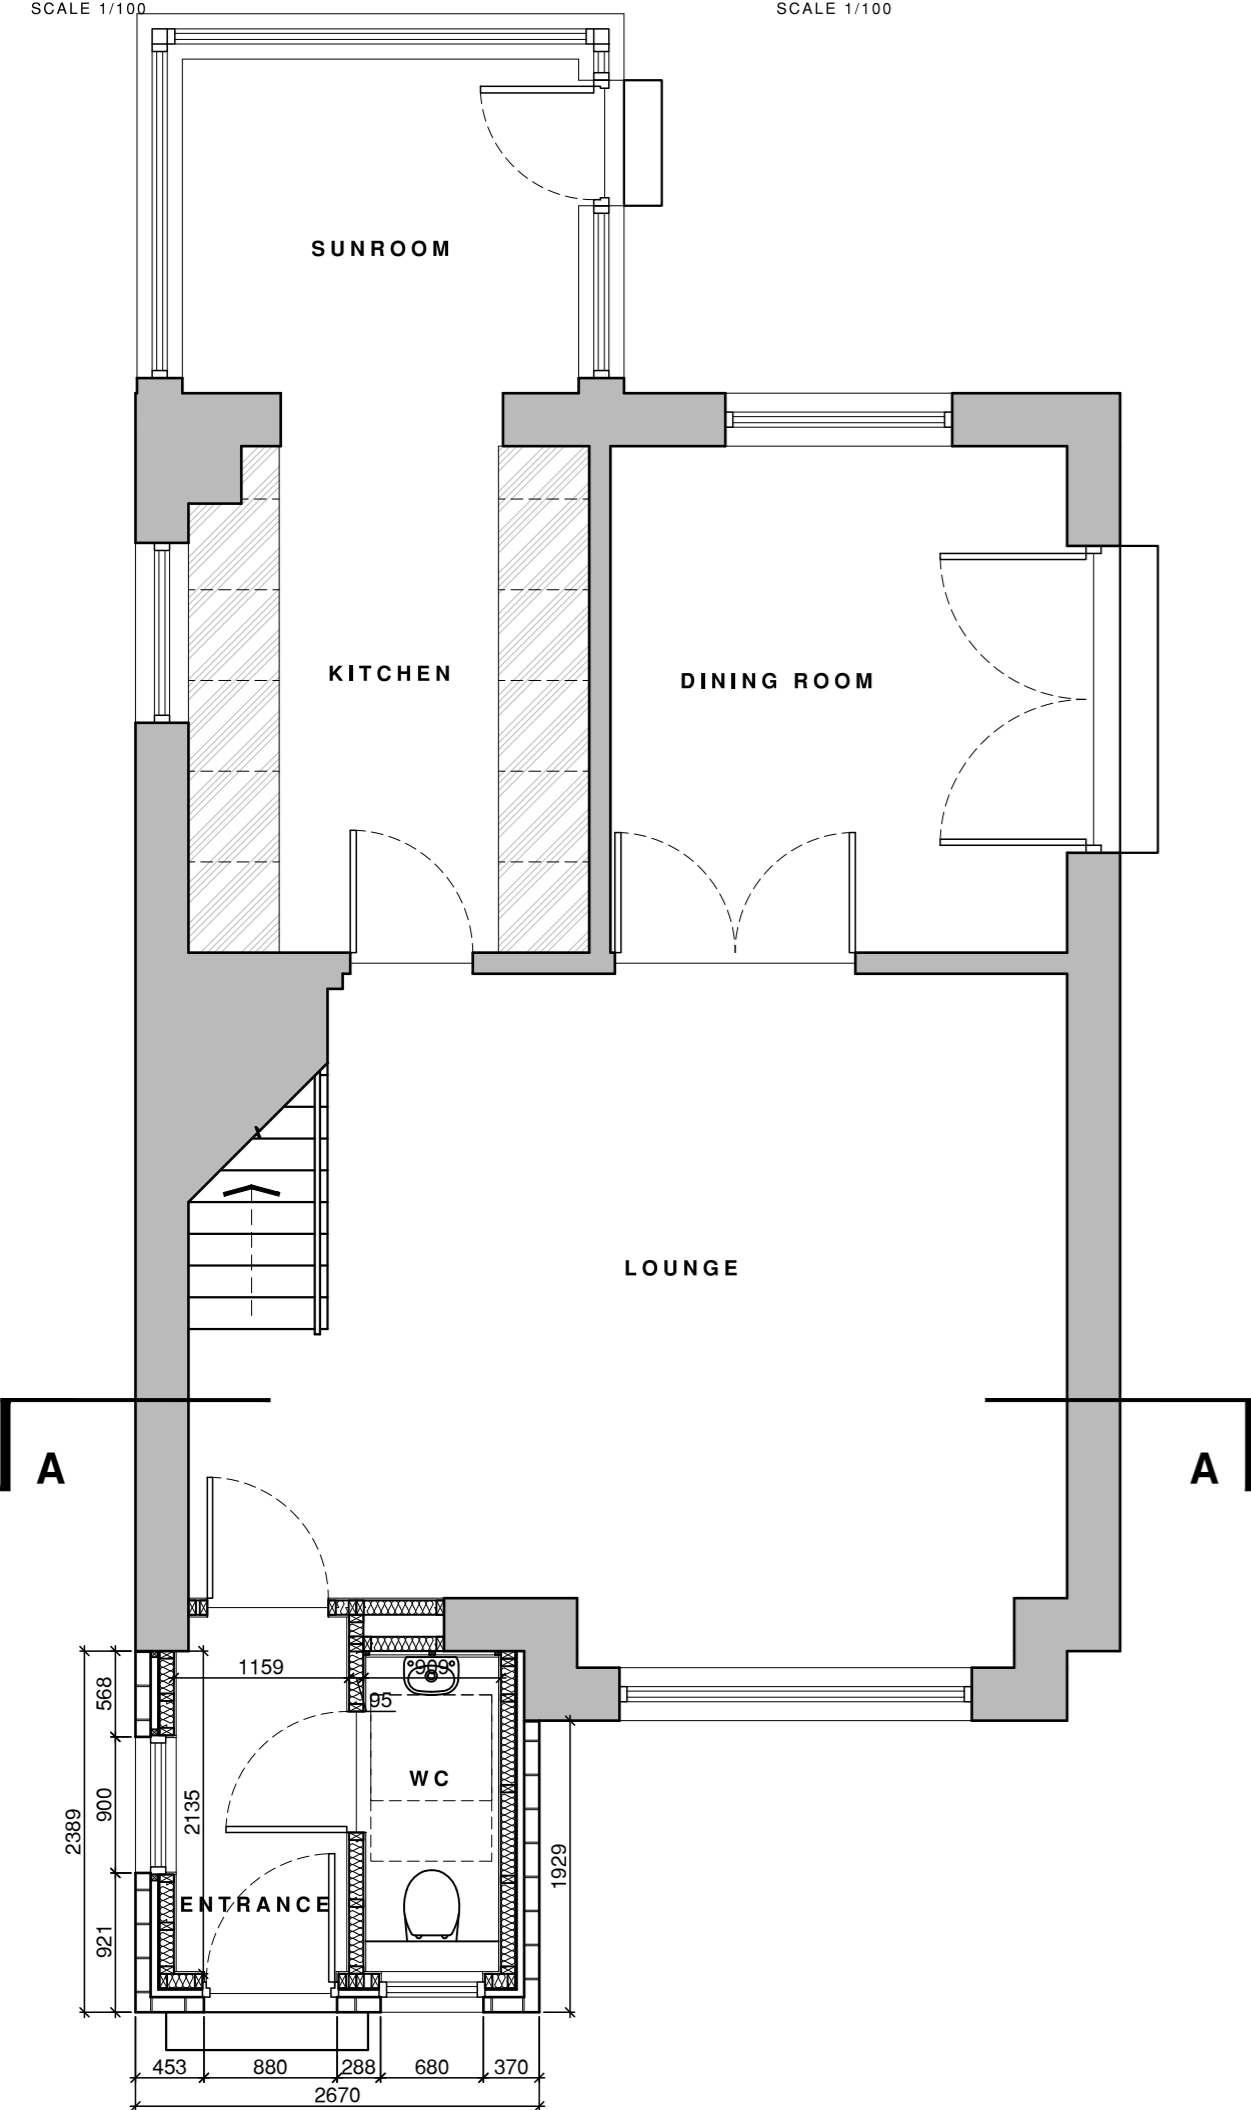 SCALE 1/100
SCALE 1/100
SUNROOM
KITCHEN
DINING ROOM
LOUNGE
A
A
1159
95
568
900
921
2389
2135
WC
ENTRANCE
1929
453
880
288
680
370
2670